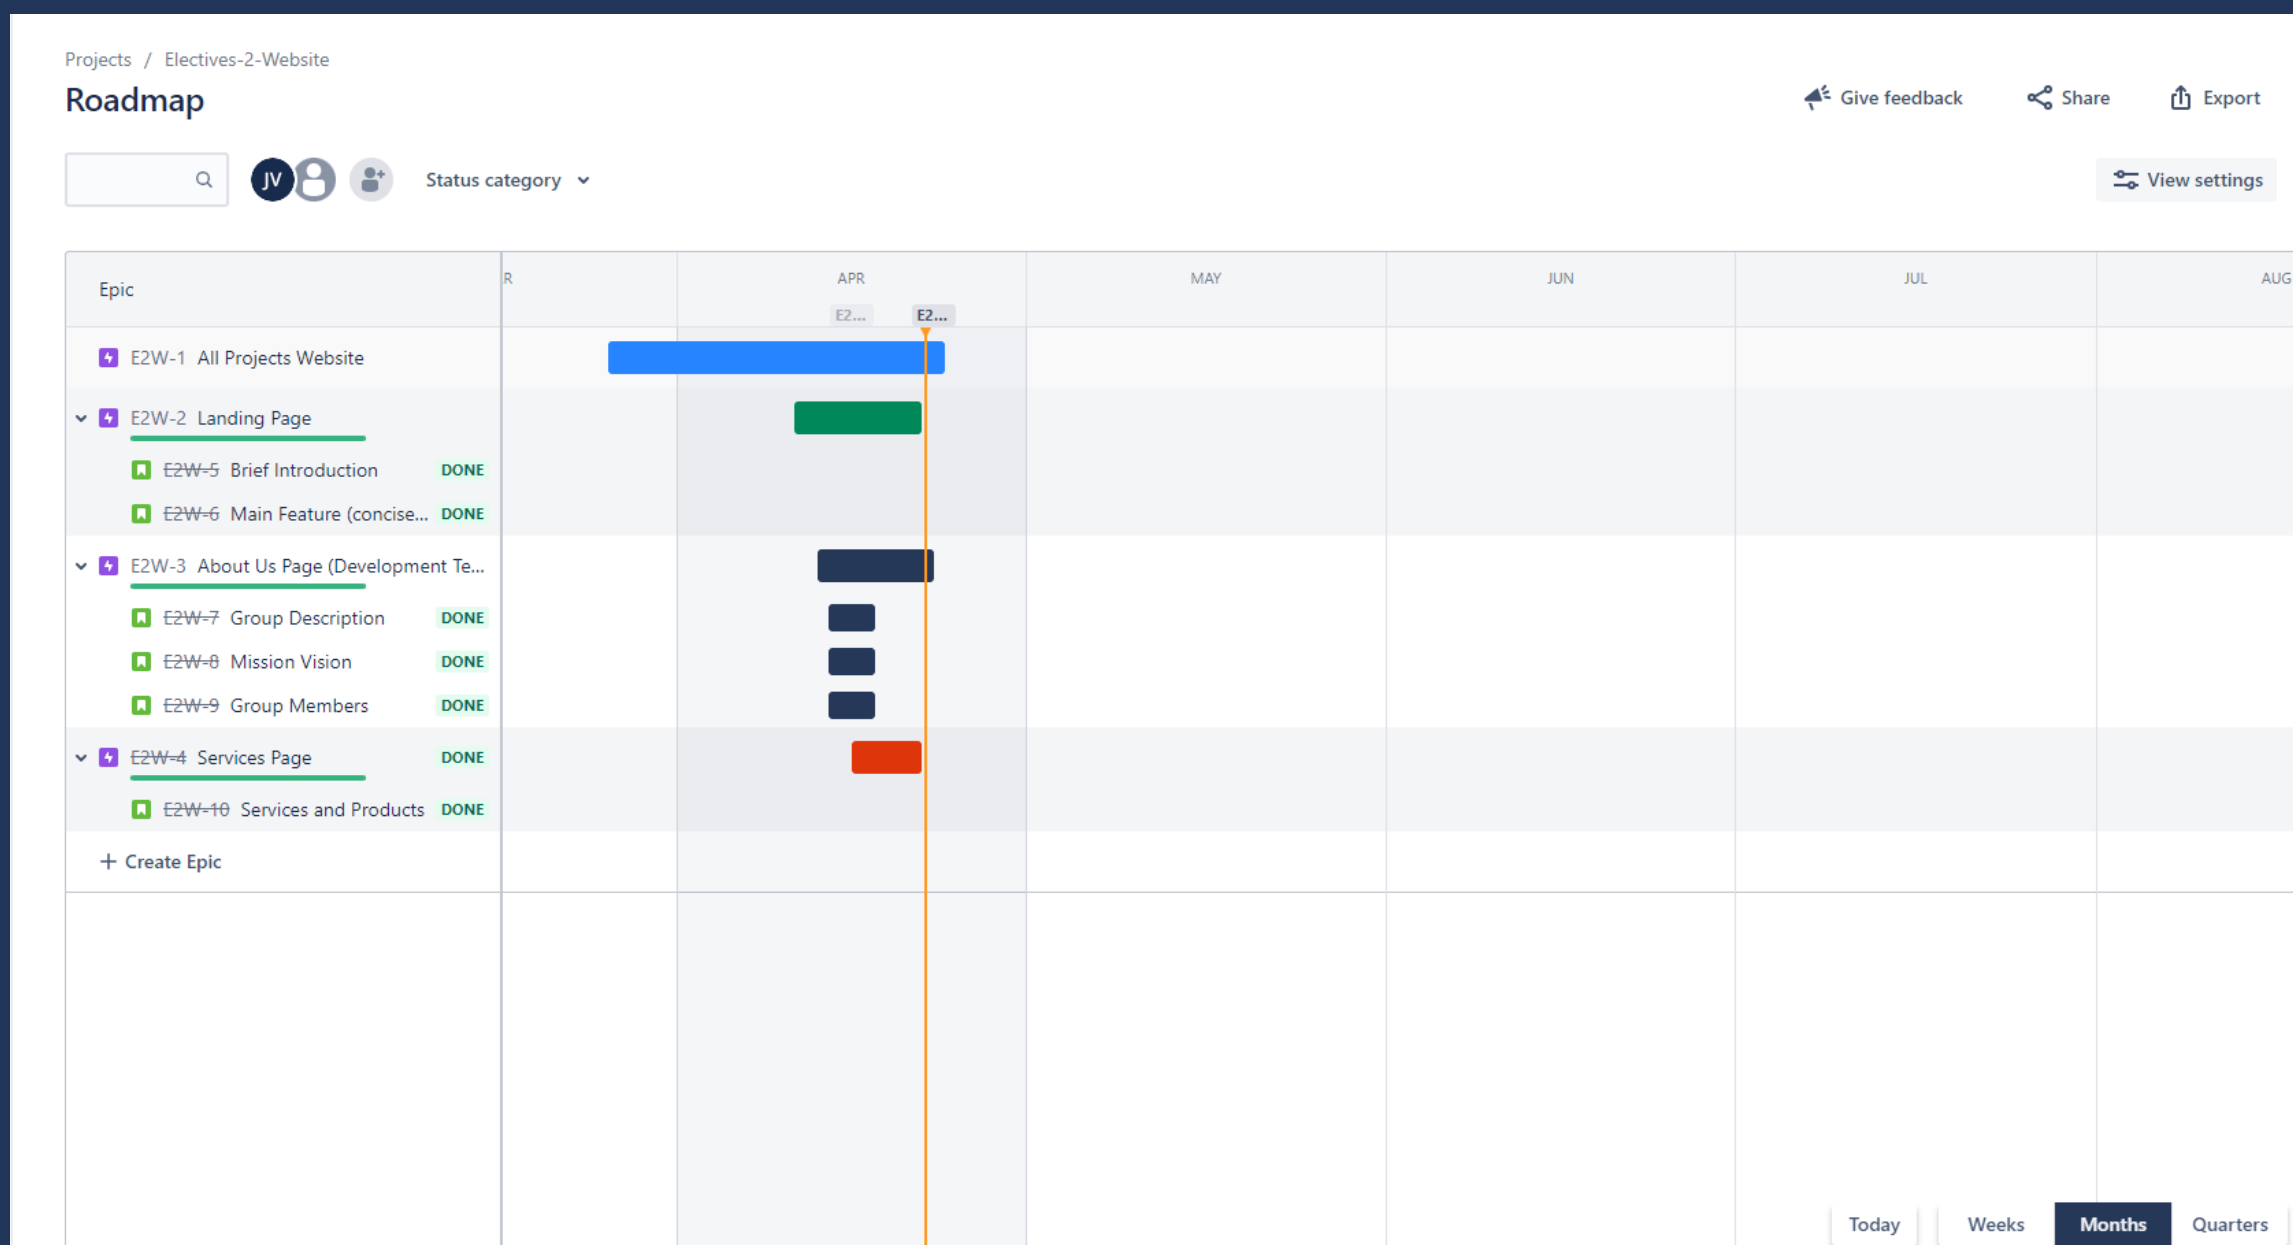 Projects / Electives-2-Website
Roadmap
Give feedback
Share
Export
JV
Status category
View settings
Epic
R
APR
MAY
JUN
JUL
AUG
E2...
E2...
E2W-1 All Projects Website
E2W-2 Landing Page
E2W-5 Brief Introduction DONE
E2W-6 Main Feature (concise... DONE
E2W-3 About Us Page (Development Te...
E2W-7 Group Description DONE
E2W-8 Mission Vision DONE
E2W-9 Group Members DONE
E2W-4 Services Page DONE
E2W-10 Services and Products DONE
+ Create Epic
Today
Weeks
Months
Quarters